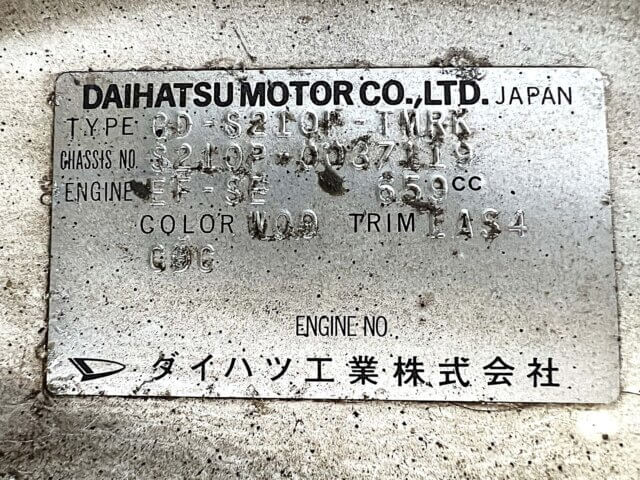 DAIHATSU MOTOR CO.,LTD. JAPAN
TYPE GD-S210P-TMRK
CHASSIS NO. S210P-0037119
ENGINE EF-SE 659CC
COLOR W09 TRIM LAS4
ENGINE NO.
ダイハツ工業株式会社